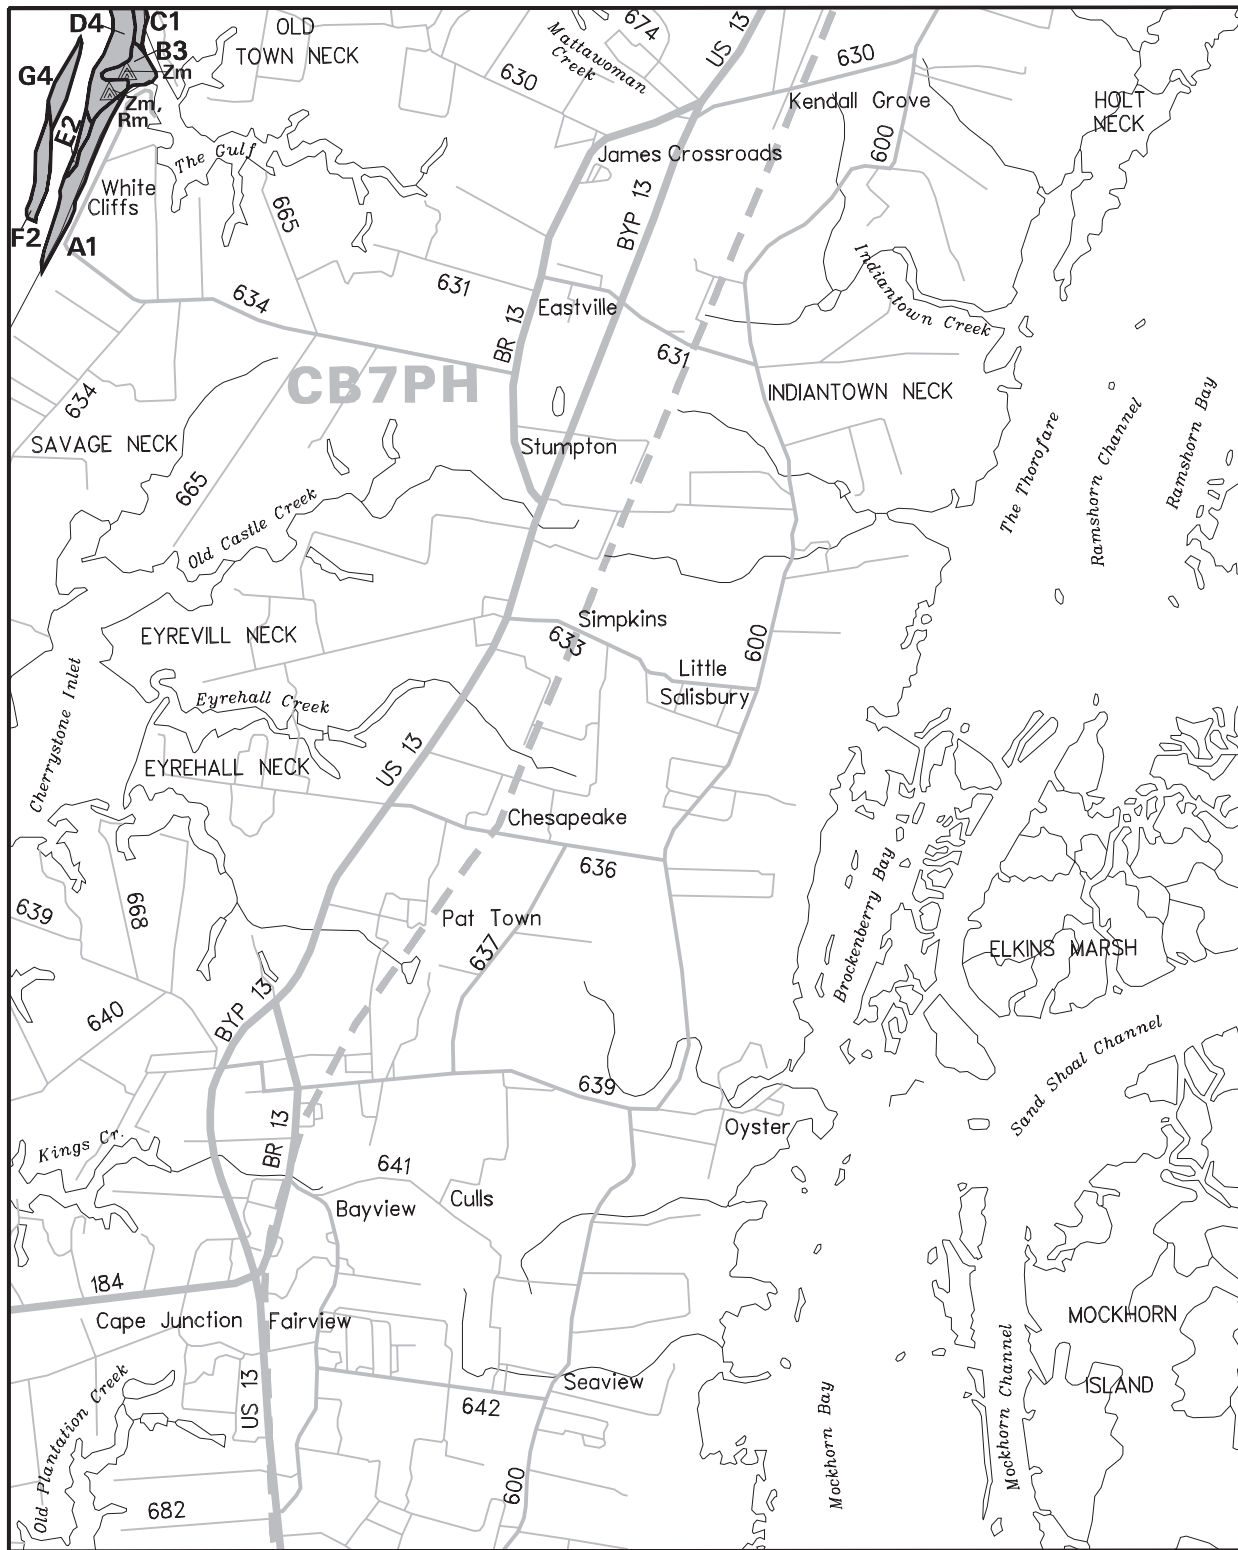 D4
C1
OLD
TOWN NECK
B3
Zm
G4
Zm,
Rm
E2
The Gulf
White
Cliffs
F2
A1
665
674
Mattawoman
Creek
US 13
630
630
Kendall Grove
HOLT
NECK
James Crossroads
600
BYP 13
634
631
BR 13
Eastville
631
Indiantown Creek
CB7PH
634
SAVAGE NECK
665
Stumpton
INDIANTOWN NECK
The Thorofare
Ramshorn Channel
Ramshorn Bay
Old Castle Creek
EYREVILL NECK
Simpkins
633
600
Little
Salisbury
Cherrystone Inlet
Eyrehall Creek
EYREHALL NECK
US 13
Chesapeake
636
639
668
Pat Town
637
Brockenberry Bay
ELKINS MARSH
640
BYP 13
Sand Shoal Channel
639
Oyster
Kings Cr.
BR 13
641
Culls
Bayview
184
Cape Junction
Fairview
MOCKHORN
ISLAND
Old Plantation Creek
US 13
642
Seaview
Mockhorn Bay
Mockhorn Channel
682
600